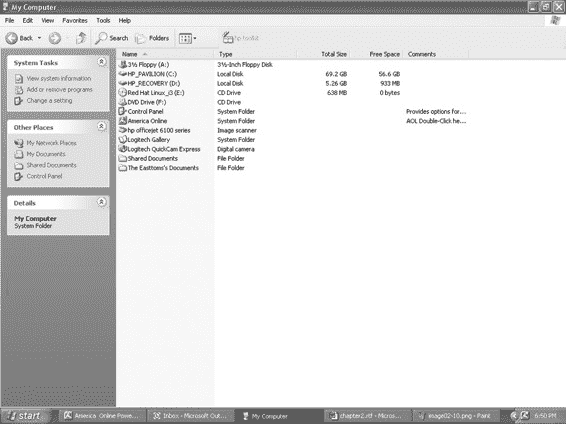 My Computer
File Edit View Favorites Tools Help
Back Search Folders hp toolkit
System Tasks
View system information
Add or remove programs
Change a setting
Other Places
My Network Places
My Documents
Shared Documents
Control Panel
Details
My Computer
System Folder
Name Type Total Size Free Space Comments
3½ Floppy (A:) 3½-Inch Floppy Disk
HP_PAVILION (C:) Local Disk 69.2 GB 56.6 GB
HP_RECOVERY (D:) Local Disk 5.26 GB 933 MB
Red Hat Linux_i3 (E:) CD Drive 638 MB 0 bytes
DVD Drive (F:) CD Drive
Control Panel System Folder Provides options for...
America Online System Folder AOL Double-Click he...
hp officejet 6100 series Image scanner
Logitech Gallery System Folder
Logitech QuickCam Express Digital camera
Shared Documents File Folder
The Easttom's Documents File Folder
start America Online Powe... Inbox - Microsoft Out... My Computer chapter2.rtf - Micros... image02-10.png - Paint 6:50 PM